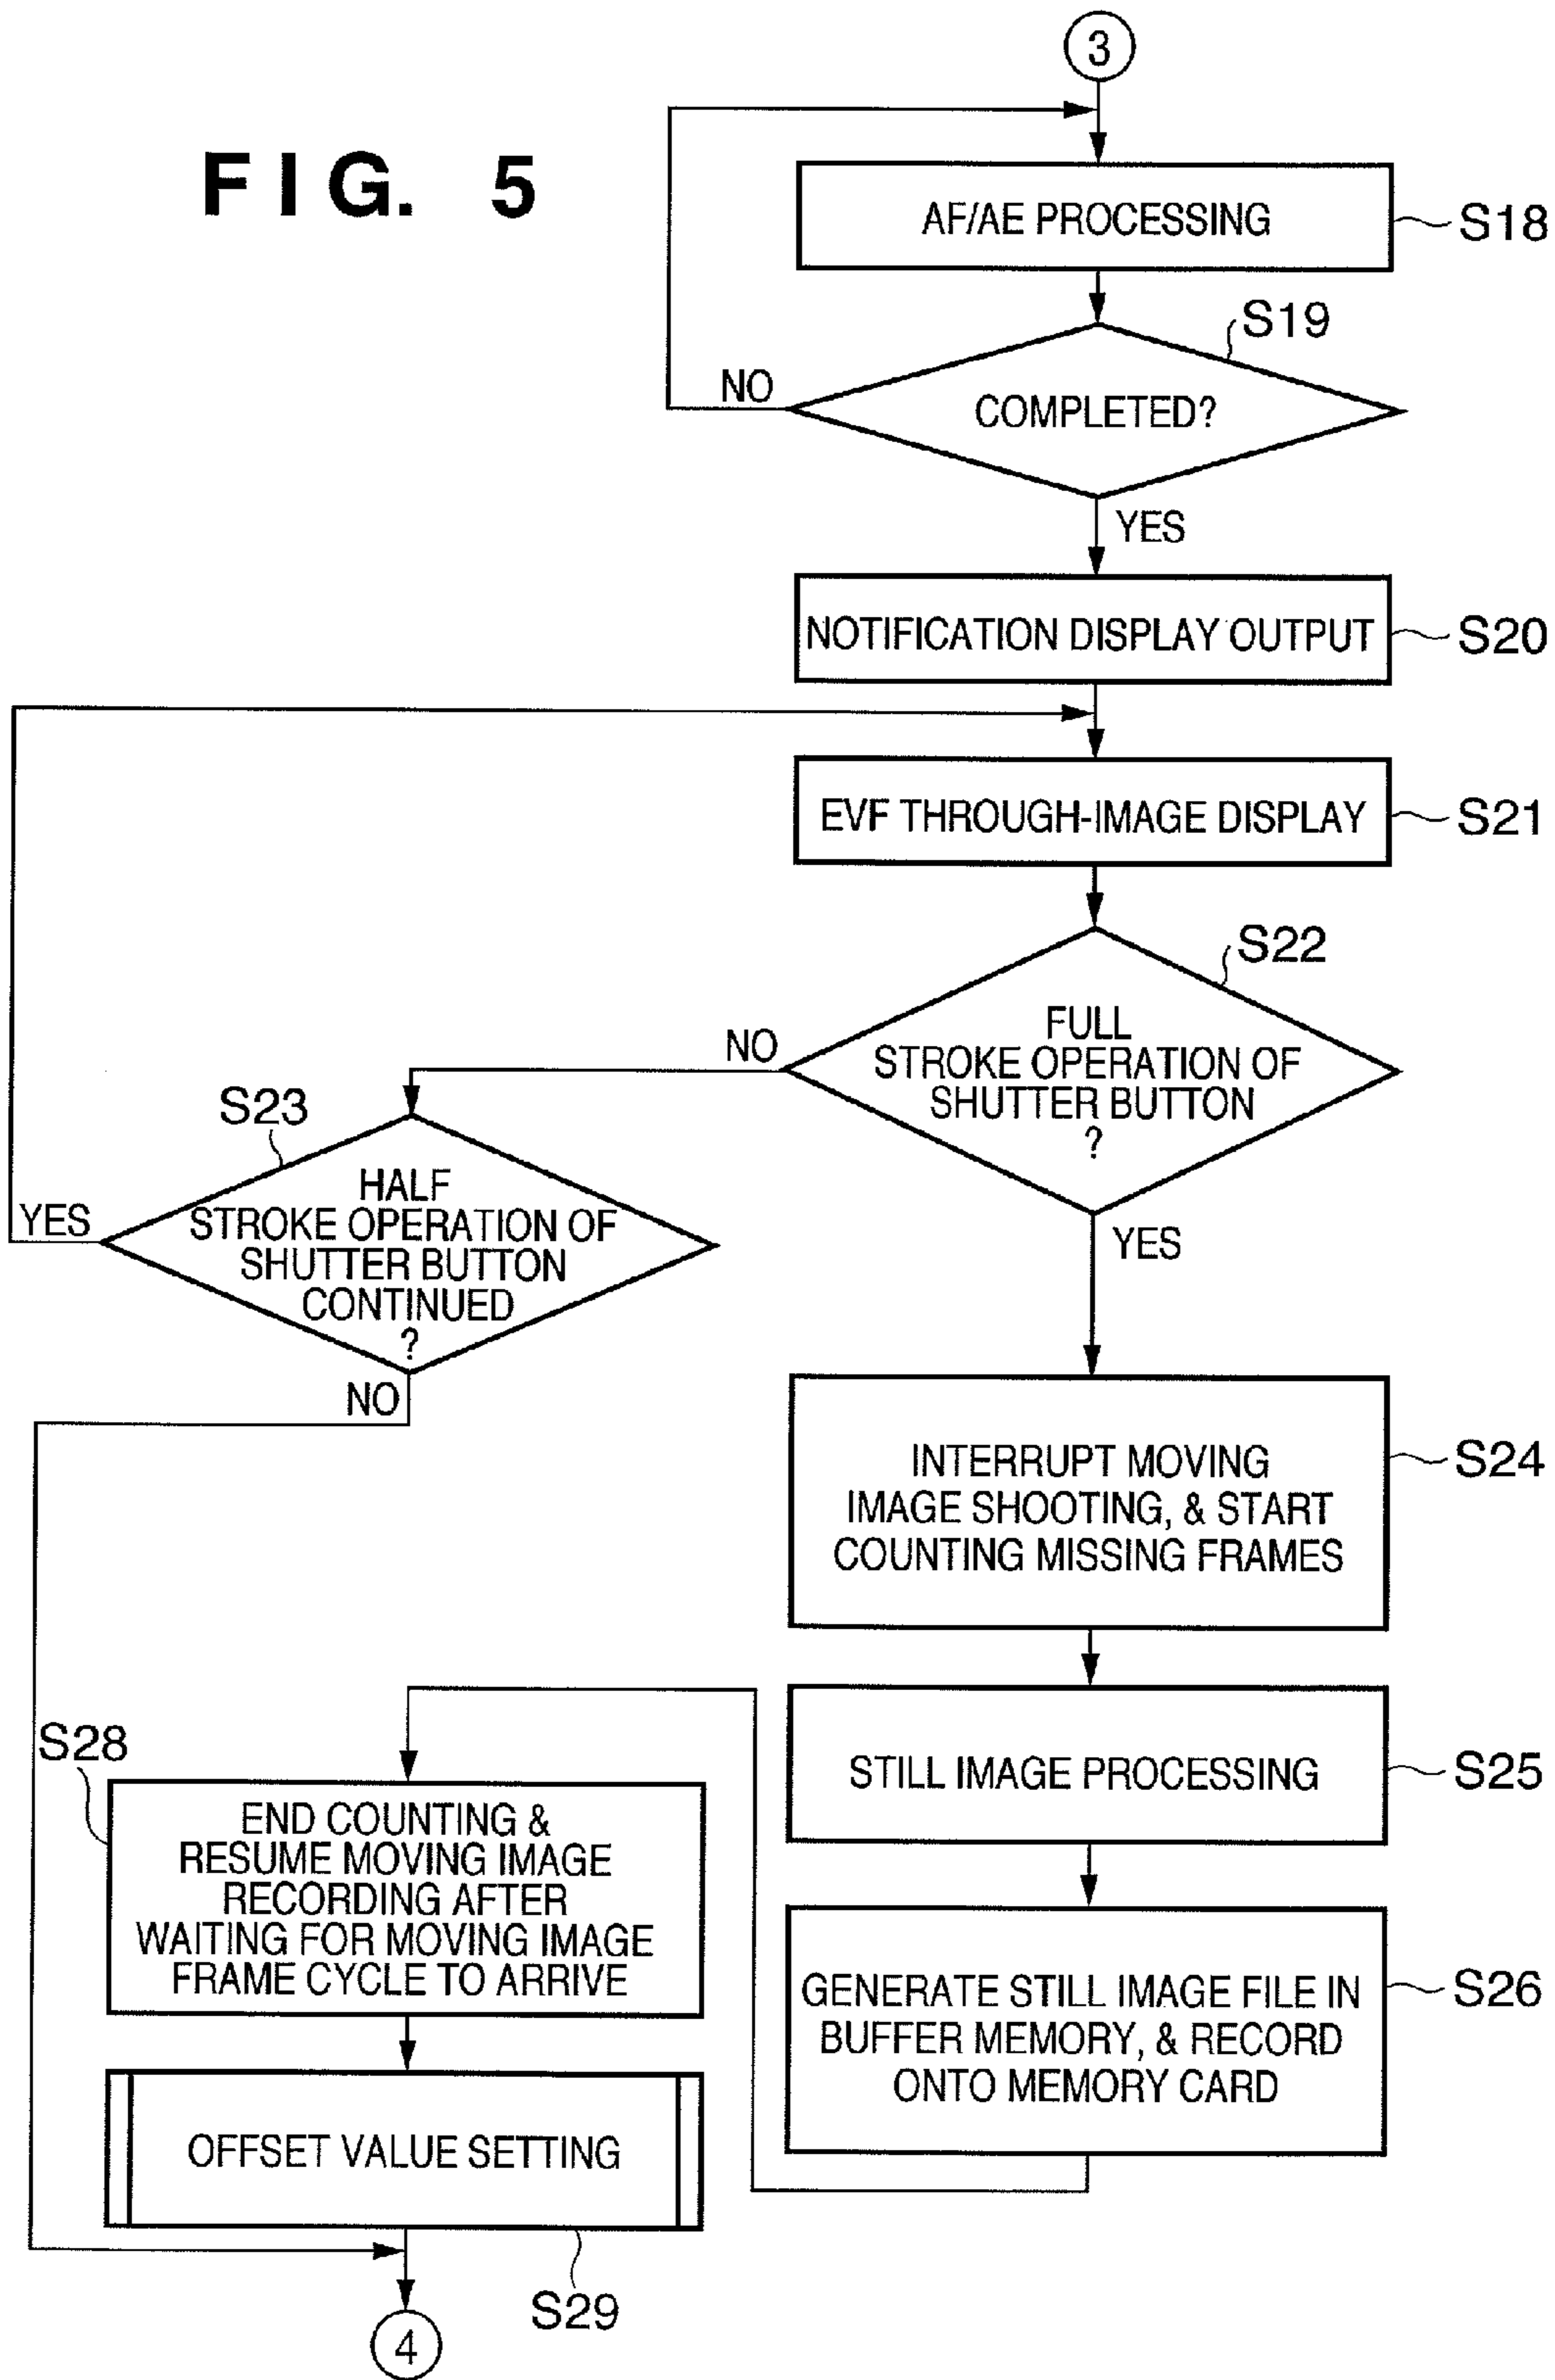 3
FIG. 5
AF/AE PROCESSING
S18
S19
COMPLETED?
NO
YES
NOTIFICATION DISPLAY OUTPUT
S20
EVF THROUGH-IMAGE DISPLAY
S21
S22
FULL
STROKE OPERATION OF
SHUTTER BUTTON
?
NO
YES
S23
HALF
STROKE OPERATION OF
SHUTTER BUTTON
CONTINUED
?
YES
NO
INTERRUPT MOVING
IMAGE SHOOTING, & START
COUNTING MISSING FRAMES
S24
STILL IMAGE PROCESSING
S25
GENERATE STILL IMAGE FILE IN
BUFFER MEMORY, & RECORD
ONTO MEMORY CARD
S26
S28
END COUNTING &
RESUME MOVING IMAGE
RECORDING AFTER
WAITING FOR MOVING IMAGE
FRAME CYCLE TO ARRIVE
OFFSET VALUE SETTING
S29
4